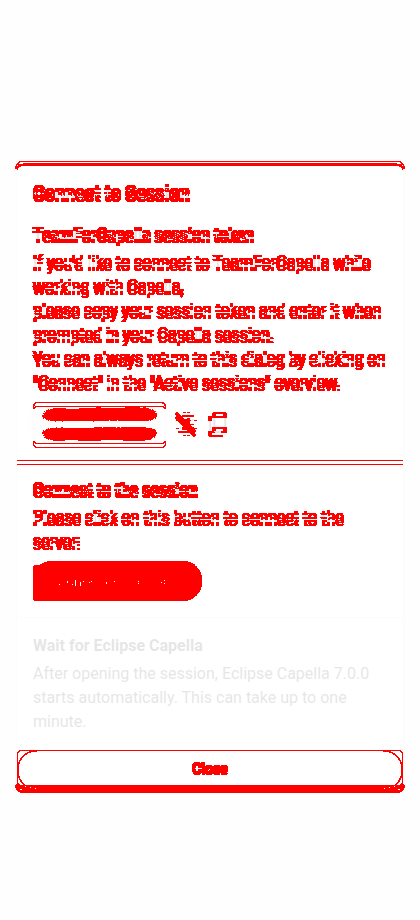 Connect to Session
TeamForCapella session token
If you'd like to connect to TeamForCapella while
working with Capella,
please copy your session token and enter it when
prompted in your Capella session.
You can always return to this dialog by clicking on
"Connect" in the "Active sessions" overview.
Connect to the session
Please click on this button to connect to the
server:
Wait for Eclipse Capella
After opening the session, Eclipse Capella 7.0.0
starts automatically. This can take up to one
minute.
Close